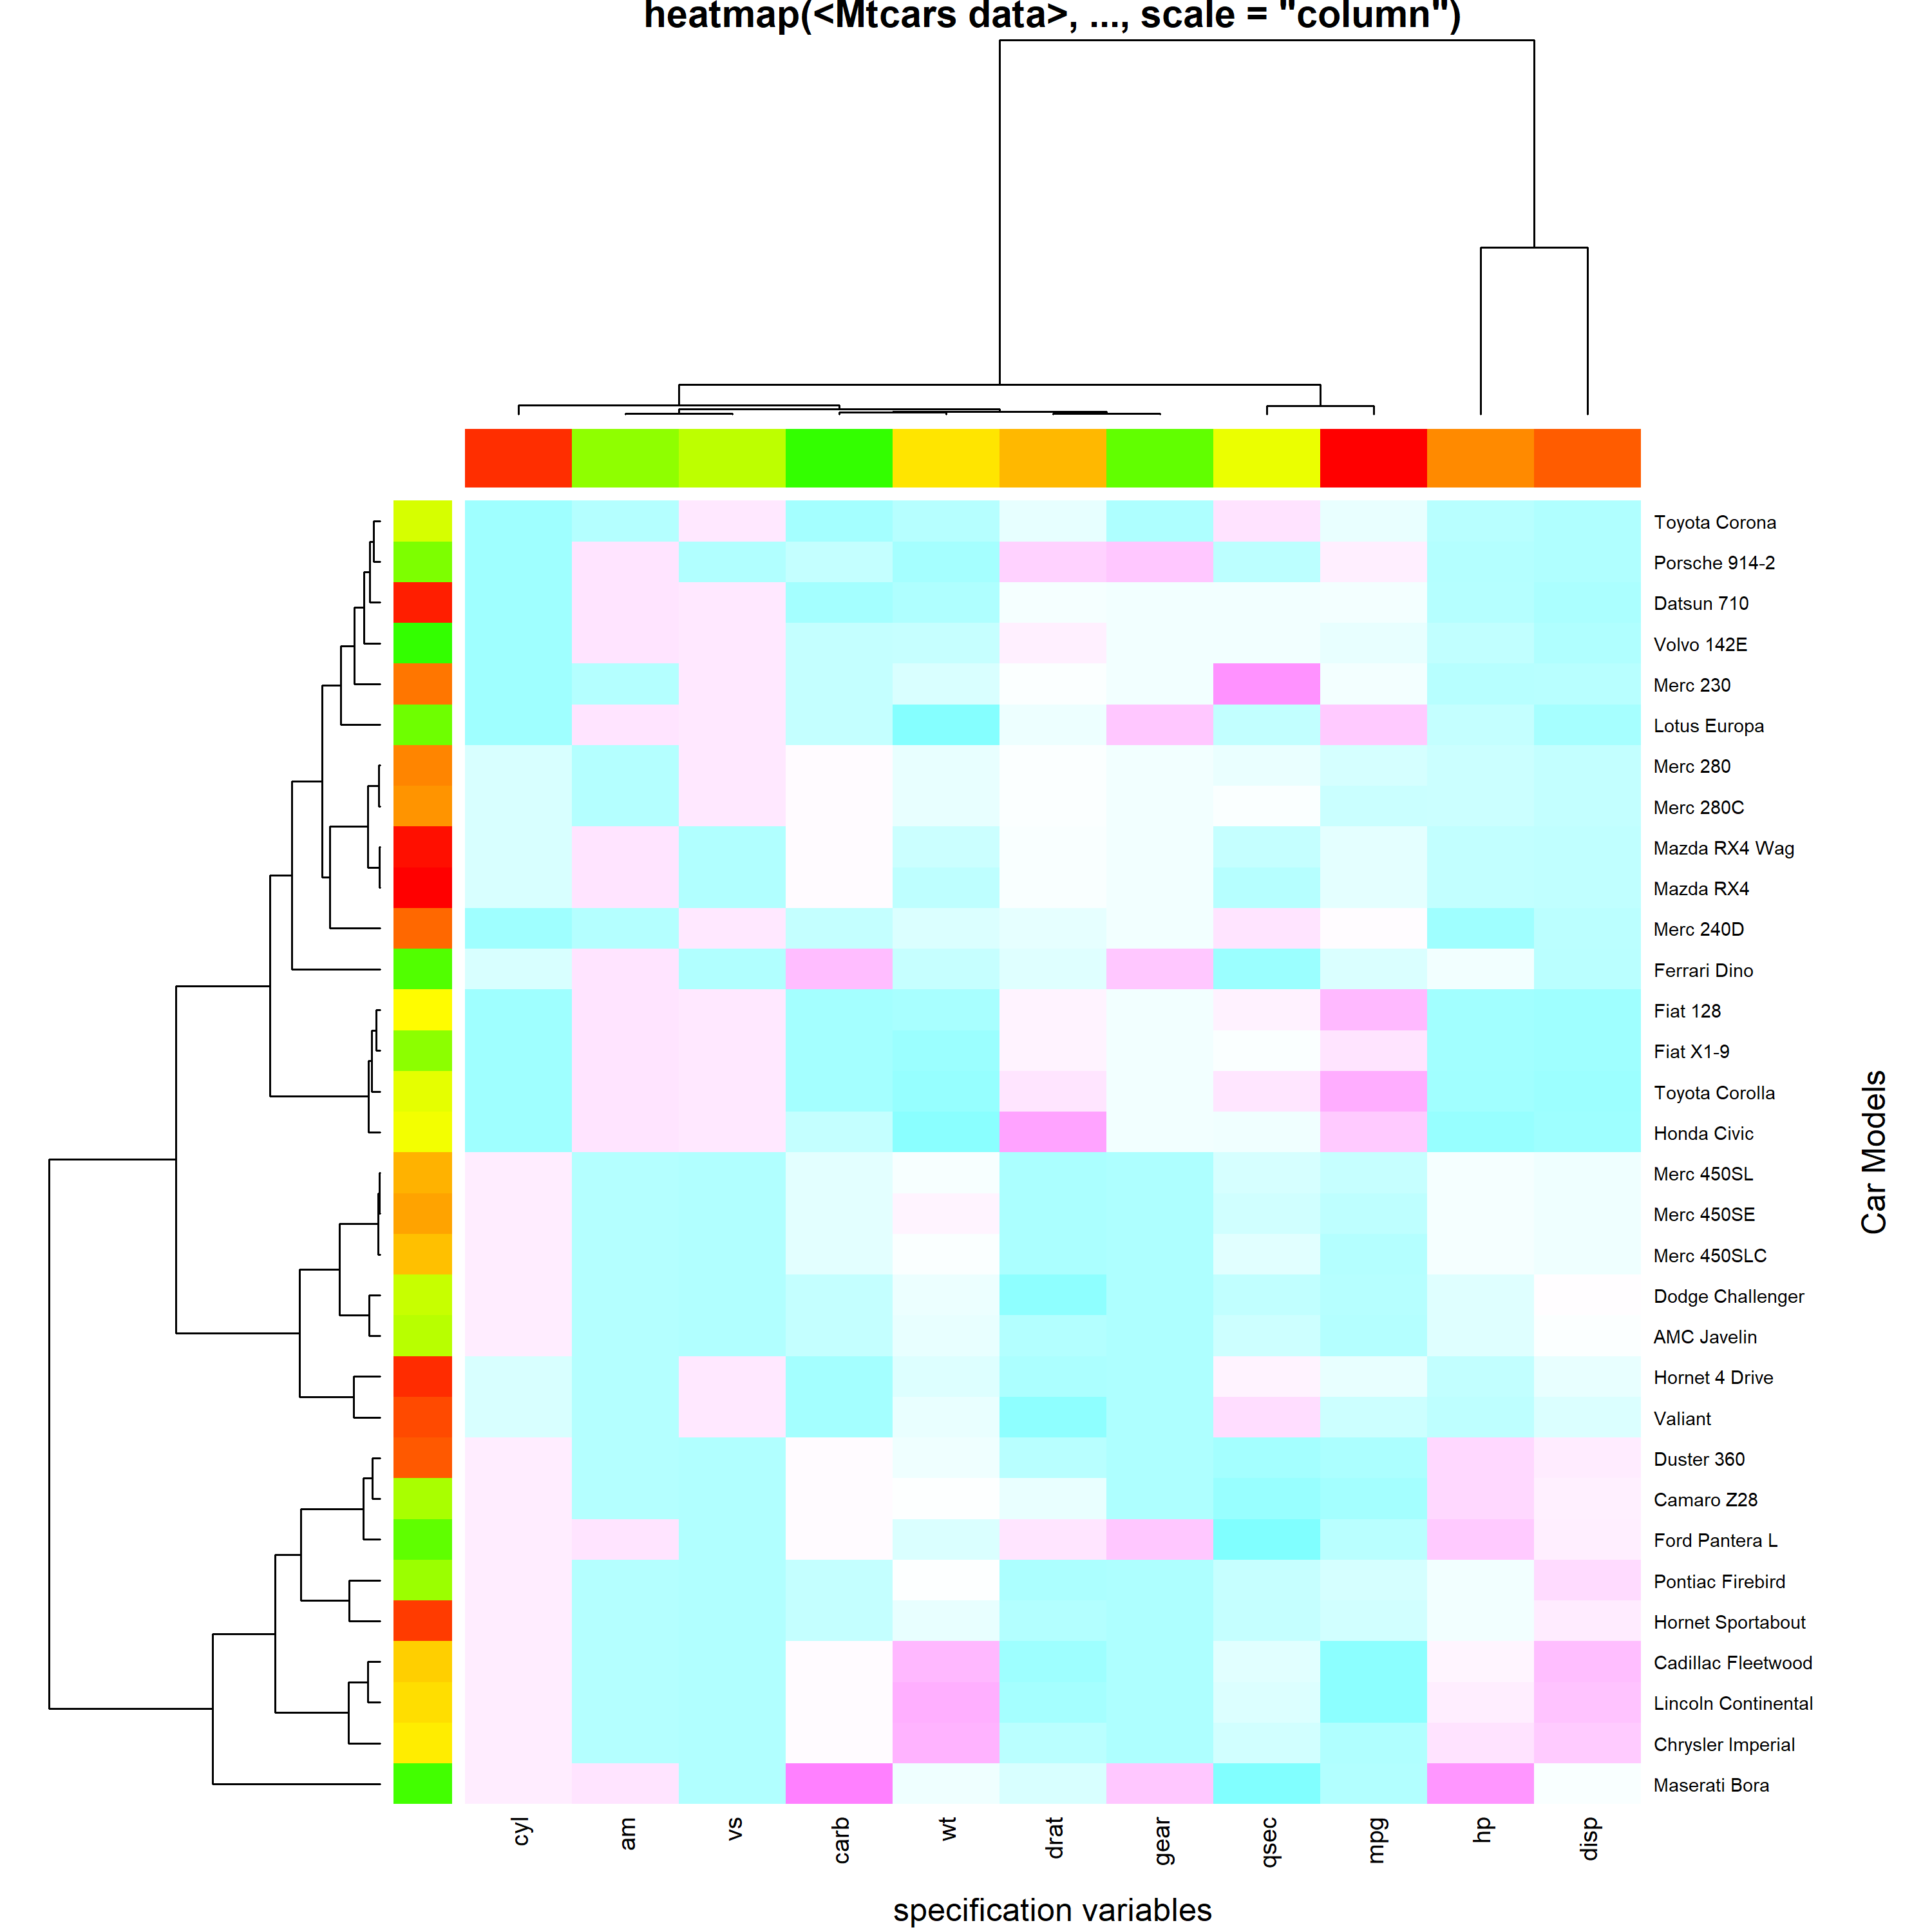 heatmap(<Mtcars data>, ..., scale = "column")
Toyota Corona
Porsche 914-2
Datsun 710
Volvo 142E
Merc 230
Lotus Europa
Merc 280
Merc 280C
Mazda RX4 Wag
Mazda RX4
Merc 240D
Ferrari Dino
Fiat 128
Fiat X1-9
Toyota Corolla
Honda Civic
Merc 450SL
Merc 450SE
Merc 450SLC
Dodge Challenger
AMC Javelin
Hornet 4 Drive
Valiant
Duster 360
Camaro Z28
Ford Pantera L
Pontiac Firebird
Hornet Sportabout
Cadillac Fleetwood
Lincoln Continental
Chrysler Imperial
Maserati Bora
Car Models
cyl
am
vs
carb
wt
drat
gear
qsec
mpg
hp
disp
specification variables